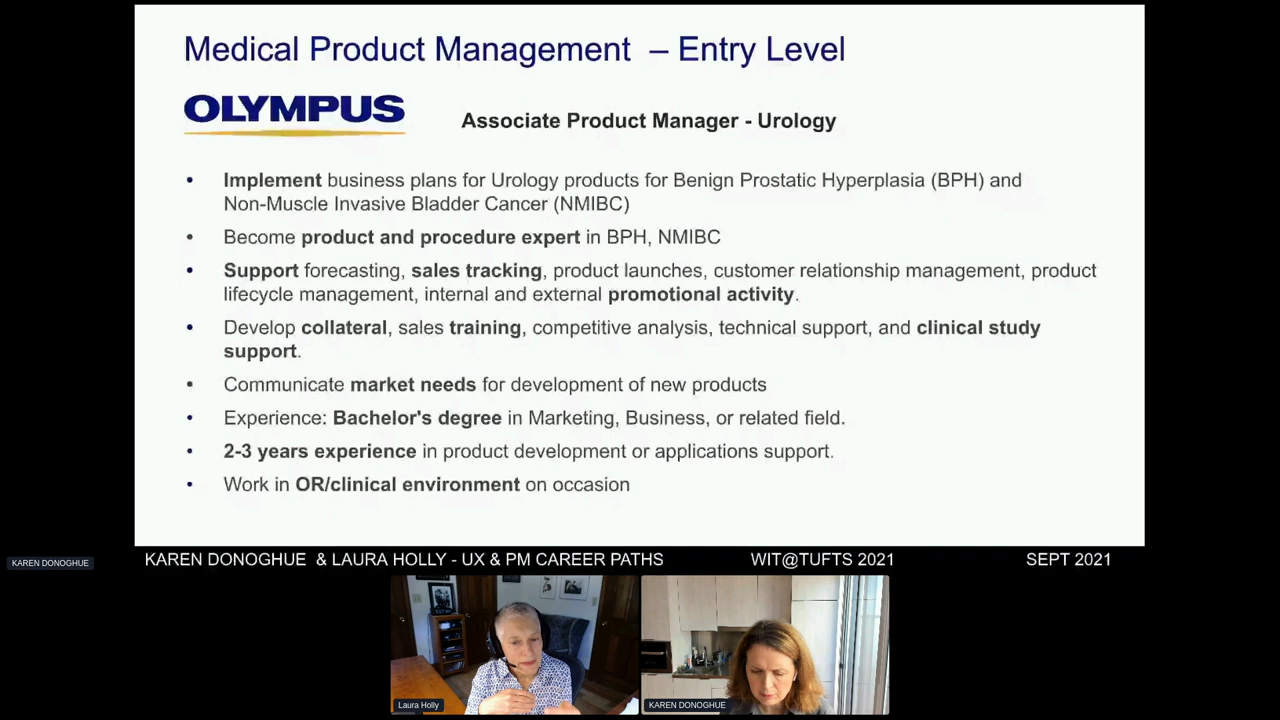 Medical Product Management – Entry Level
OLYMPUS
Associate Product Manager - Urology
• Implement business plans for Urology products for Benign Prostatic Hyperplasia (BPH) and
Non-Muscle Invasive Bladder Cancer (NMIBC)
• Become product and procedure expert in BPH, NMIBC
• Support forecasting, sales tracking, product launches, customer relationship management, product
lifecycle management, internal and external promotional activity.
• Develop collateral, sales training, competitive analysis, technical support, and clinical study
support.
• Communicate market needs for development of new products
• Experience: Bachelor's degree in Marketing, Business, or related field.
• 2-3 years experience in product development or applications support.
• Work in OR/clinical environment on occasion
KAREN DONOGHUE
KAREN DONOGHUE & LAURA HOLLY - UX & PM CAREER PATHS WIT@TUFTS 2021 SEPT 2021
Laura Holly
KAREN DONOGHUE